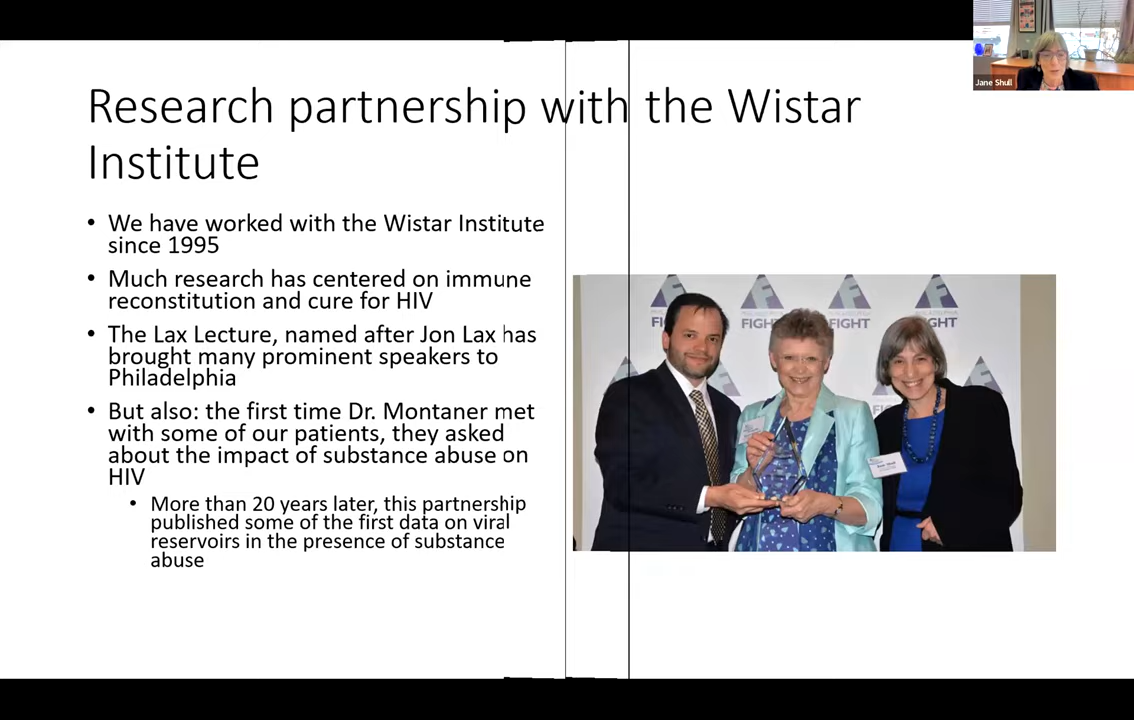 Research partnership with the Wistar
Institute
• We have worked with the Wistar Institute
since 1995
• Much research has centered on immune
reconstitution and cure for HIV
• The Lax Lecture, named after Jon Lax has
brought many prominent speakers to
Philadelphia
• But also: the first time Dr. Montaner met
with some of our patients, they asked
about the impact of substance abuse on
HIV
• More than 20 years later, this partnership
published some of the first data on viral
reservoirs in the presence of substance
abuse
Jane Shull
PHILADELPHIA
FIGHT
PHILADELPHIA
FIGHT